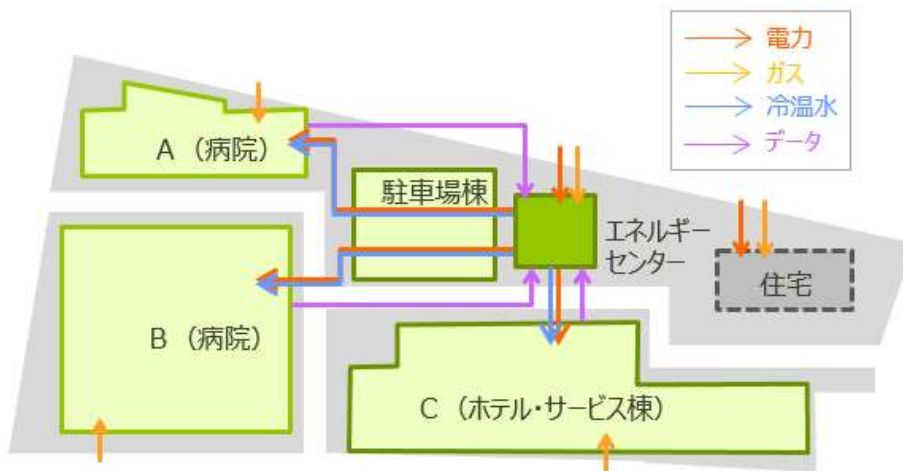 電力
ガス
冷温水
データ
A（病院）
駐車場棟
エネルギー
センター
住宅
B（病院）
C（ホテル・サービス棟）